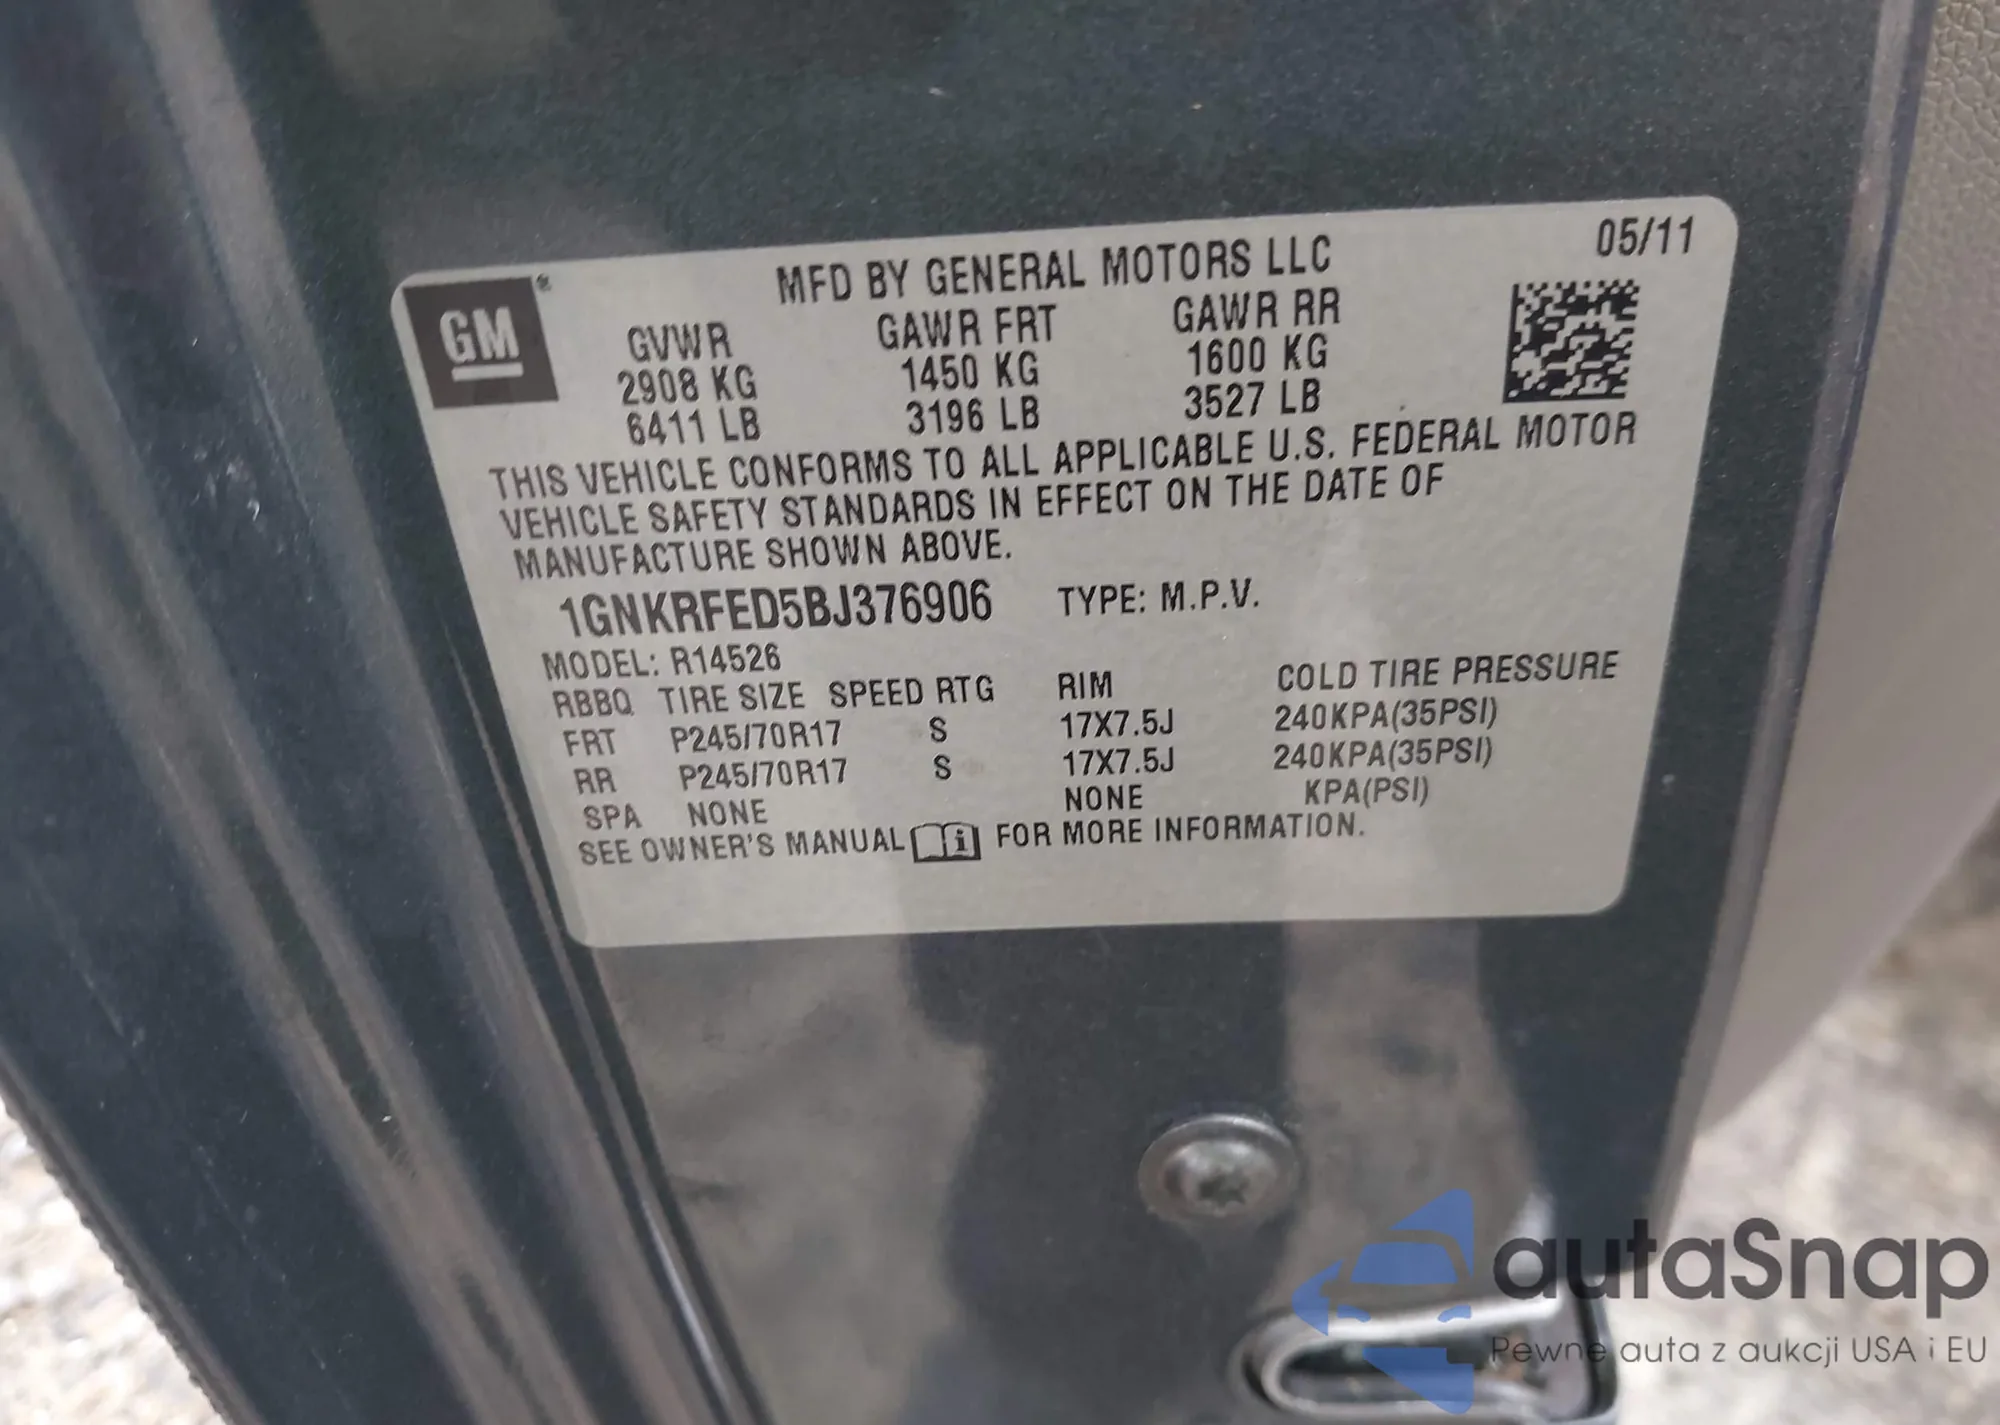 MFD BY GENERAL MOTORS LLC 05/11
GM ®
GVWR GAWR FRT GAWR RR
2908 KG 1450 KG 1600 KG
6411 LB 3196 LB 3527 LB
THIS VEHICLE CONFORMS TO ALL APPLICABLE U.S. FEDERAL MOTOR
VEHICLE SAFETY STANDARDS IN EFFECT ON THE DATE OF
MANUFACTURE SHOWN ABOVE.
1GNKRFED5BJ376906 TYPE: M.P.V.
MODEL: R14526
RBBQ TIRE SIZE SPEED RTG RIM COLD TIRE PRESSURE
FRT P245/70R17 S 17X7.5J 240KPA(35PSI)
RR P245/70R17 S 17X7.5J 240KPA(35PSI)
SPA NONE NONE KPA(PSI)
SEE OWNER'S MANUAL i FOR MORE INFORMATION.
autaSnap
Pewne auta z aukcji USA i EU